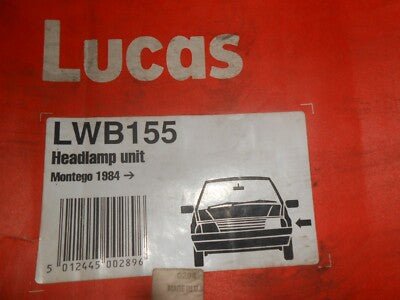 Lucas
LWB155
Headlamp unit
Montego 1984 →
5 012445 002896